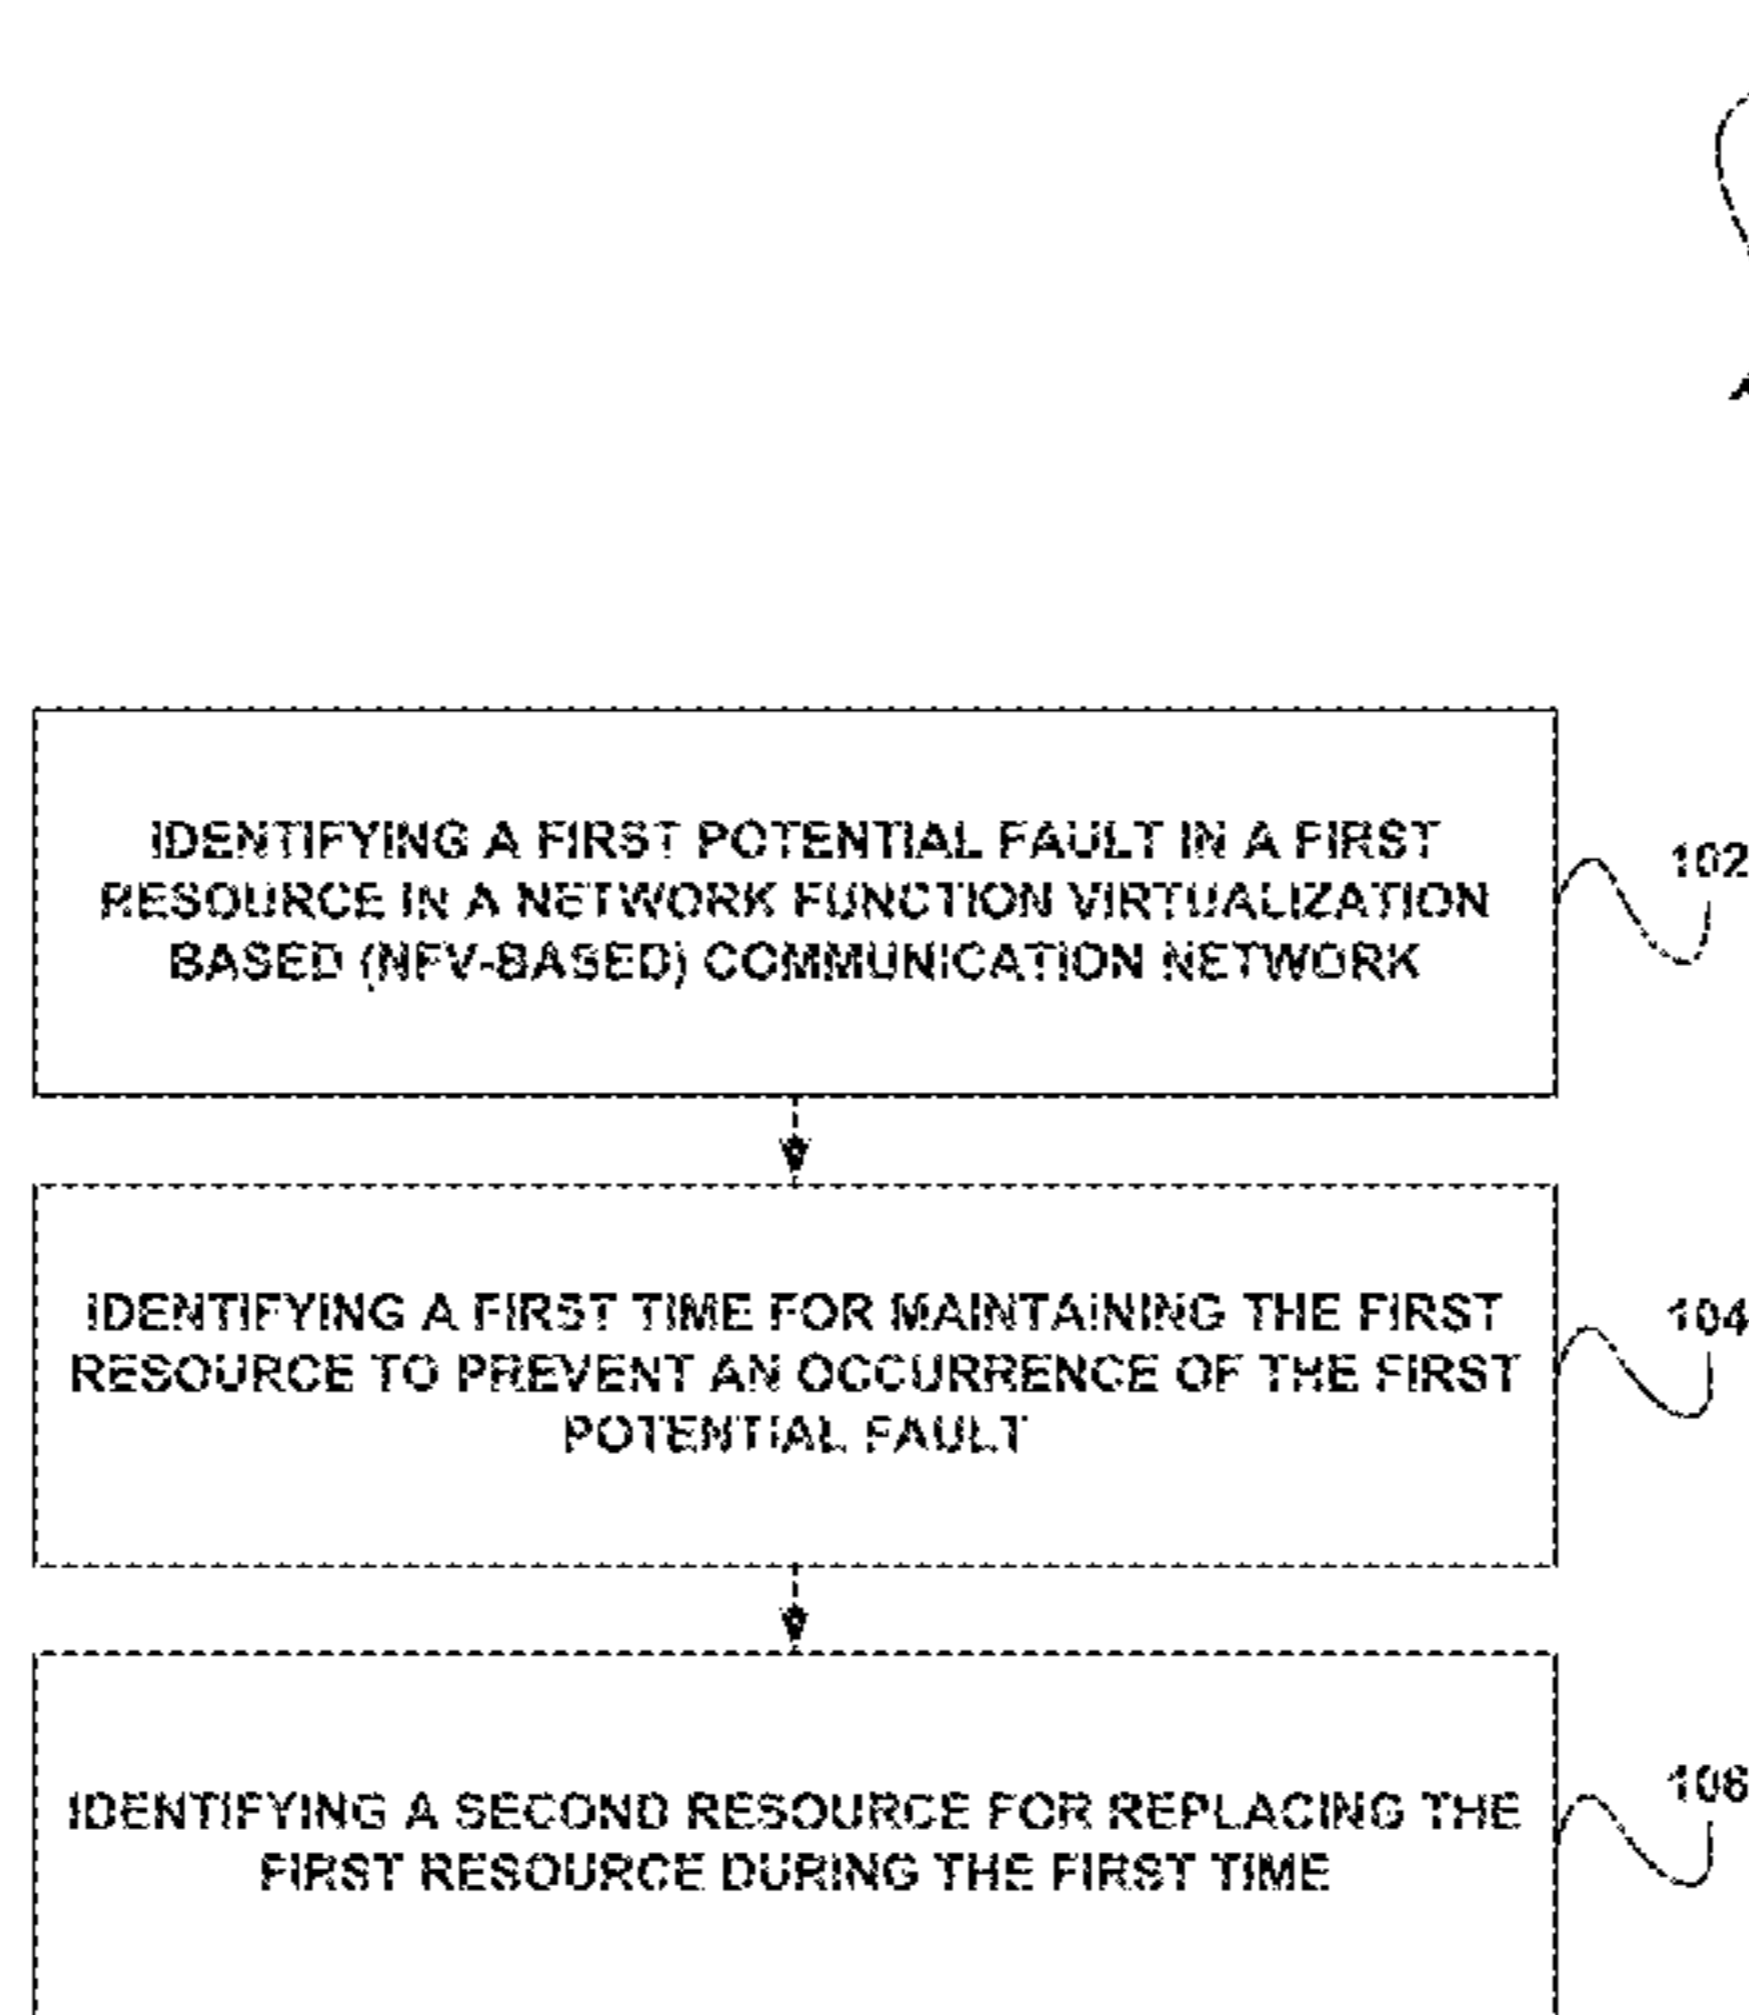 IDENTIFYING A FIRST POTENTIAL FAULT IN A FIRST
RESOURCE IN A NETWORK FUNCTION VIRTUALIZATION
BASED (NFV-BASED) COMMUNICATION NETWORK
102
IDENTIFYING A FIRST TIME FOR MAINTAINING THE FIRST
RESOURCE TO PREVENT AN OCCURRENCE OF THE FIRST
POTENTIAL FAULT
104
IDENTIFYING A SECOND RESOURCE FOR REPLACING THE
FIRST RESOURCE DURING THE FIRST TIME
106